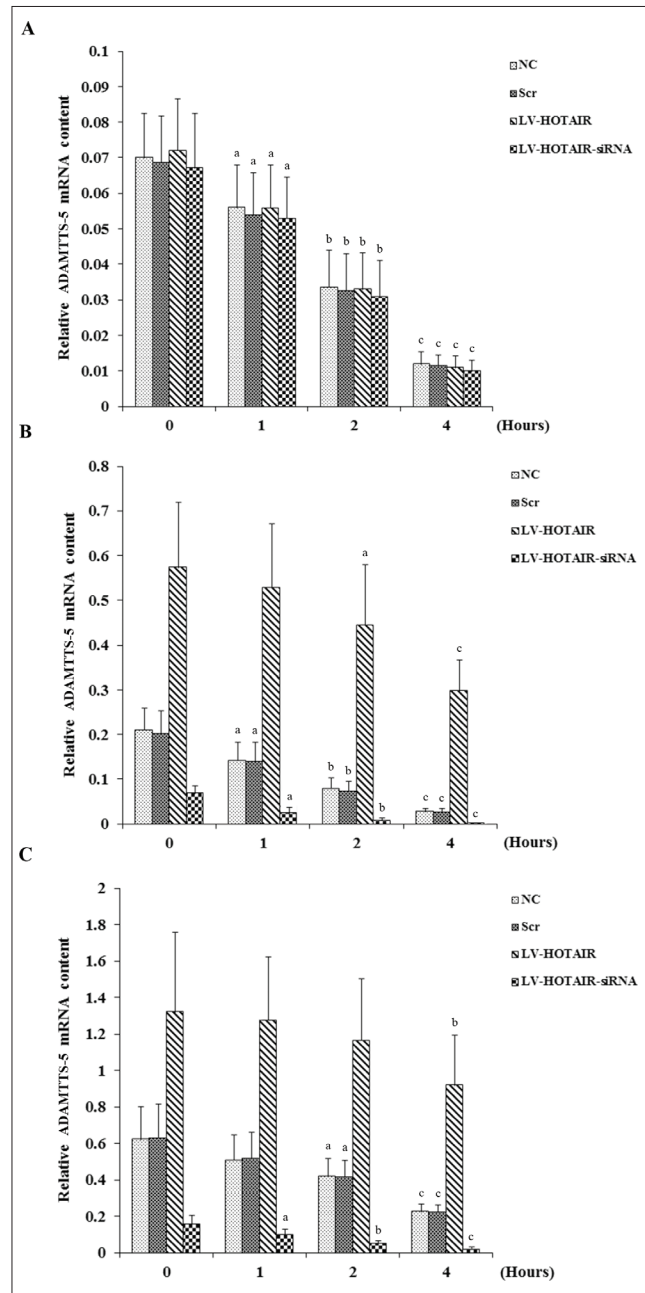 A
Relative ADAMTTS-5 mRNA content
0.1
0.09
0.08
0.07
0.06
0.05
0.04
0.03
0.02
0.01
0
a a a a
b b b b
c c c c
0 1 2 4 (Hours)
NC
Scr
LV-HOTAIR
LV-HOTAIR-siRNA
B
Relative ADAMTTS-5 mRNA content
0.8
0.7
0.6
0.5
0.4
0.3
0.2
0.1
0
a a a
b b a b
c c c c
0 1 2 4 (Hours)
NC
Scr
LV-HOTAIR
LV-HOTAIR-siRNA
C
Relative ADAMTTS-5 mRNA content
2
1.8
1.6
1.4
1.2
1
0.8
0.6
0.4
0.2
0
a
a a b
c c b c
0 1 2 4 (Hours)
NC
Scr
LV-HOTAIR
LV-HOTAIR-siRNA